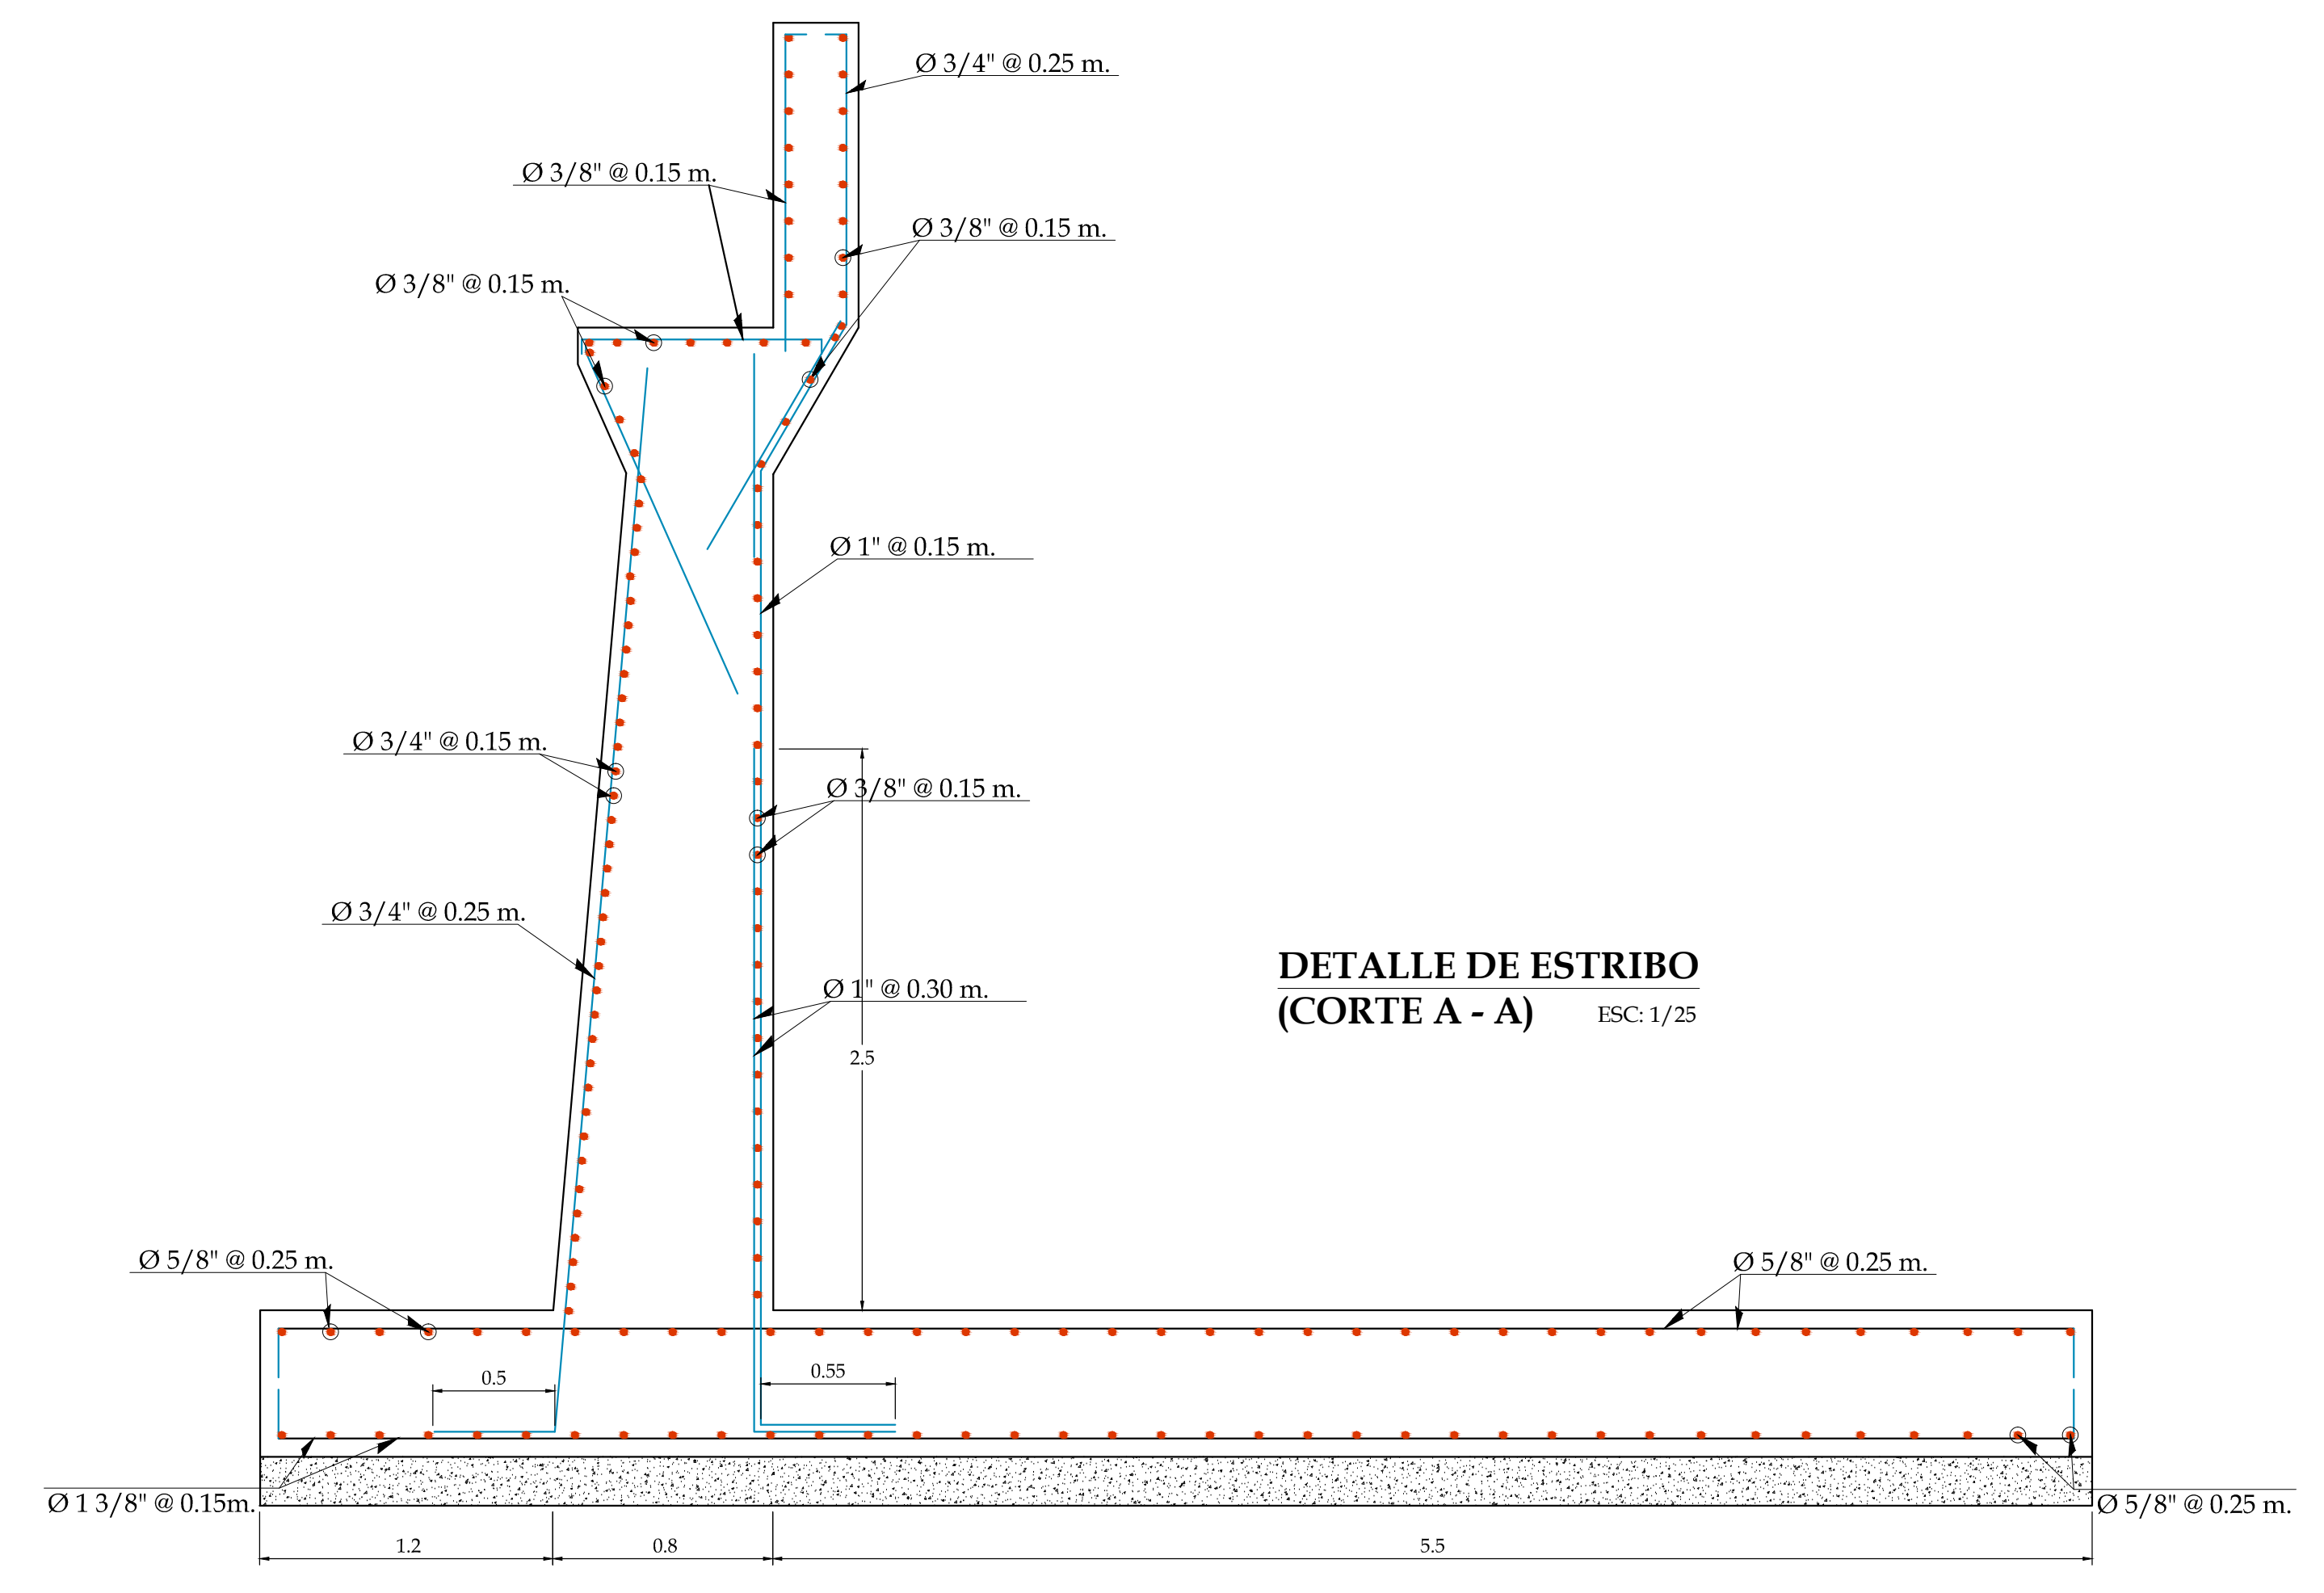 Ø 3/4" @ 0.25 m.
Ø 3/8" @ 0.15 m.
Ø 3/8" @ 0.15 m.
Ø 3/8" @ 0.15 m.
Ø 1" @ 0.15 m.
Ø 3/4" @ 0.15 m.
Ø 3/8" @ 0.15 m.
Ø 3/4" @ 0.25 m.
Ø 1" @ 0.30 m.
2.5
DETALLE DE ESTRIBO
(CORTE A - A)
ESC: 1/25
Ø 5/8" @ 0.25 m.
Ø 5/8" @ 0.25 m.
0.5
0.55
Ø 1 3/8" @ 0.15m.
Ø 5/8" @ 0.25 m.
1.2
0.8
5.5